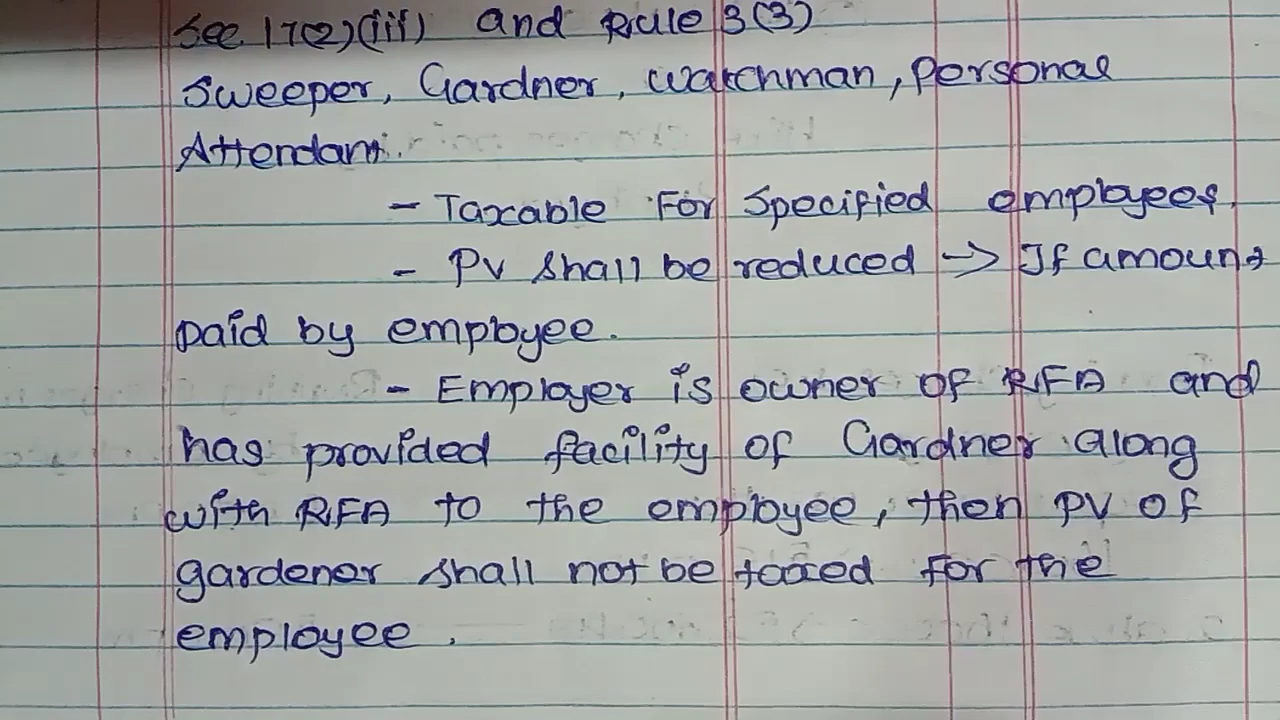 Sec 17(2)(iii) and Rule 3(3)
Sweeper, Gardner, Watchman, Personal
Attendant.
- Taxable For Specified employees.
- PV shall be reduced -> If amount
paid by employee.
- Employer is owner of RFA and
has provided facility of Gardner along
with RFA to the employee, then PV of
gardener shall not be taxed for the
employee.